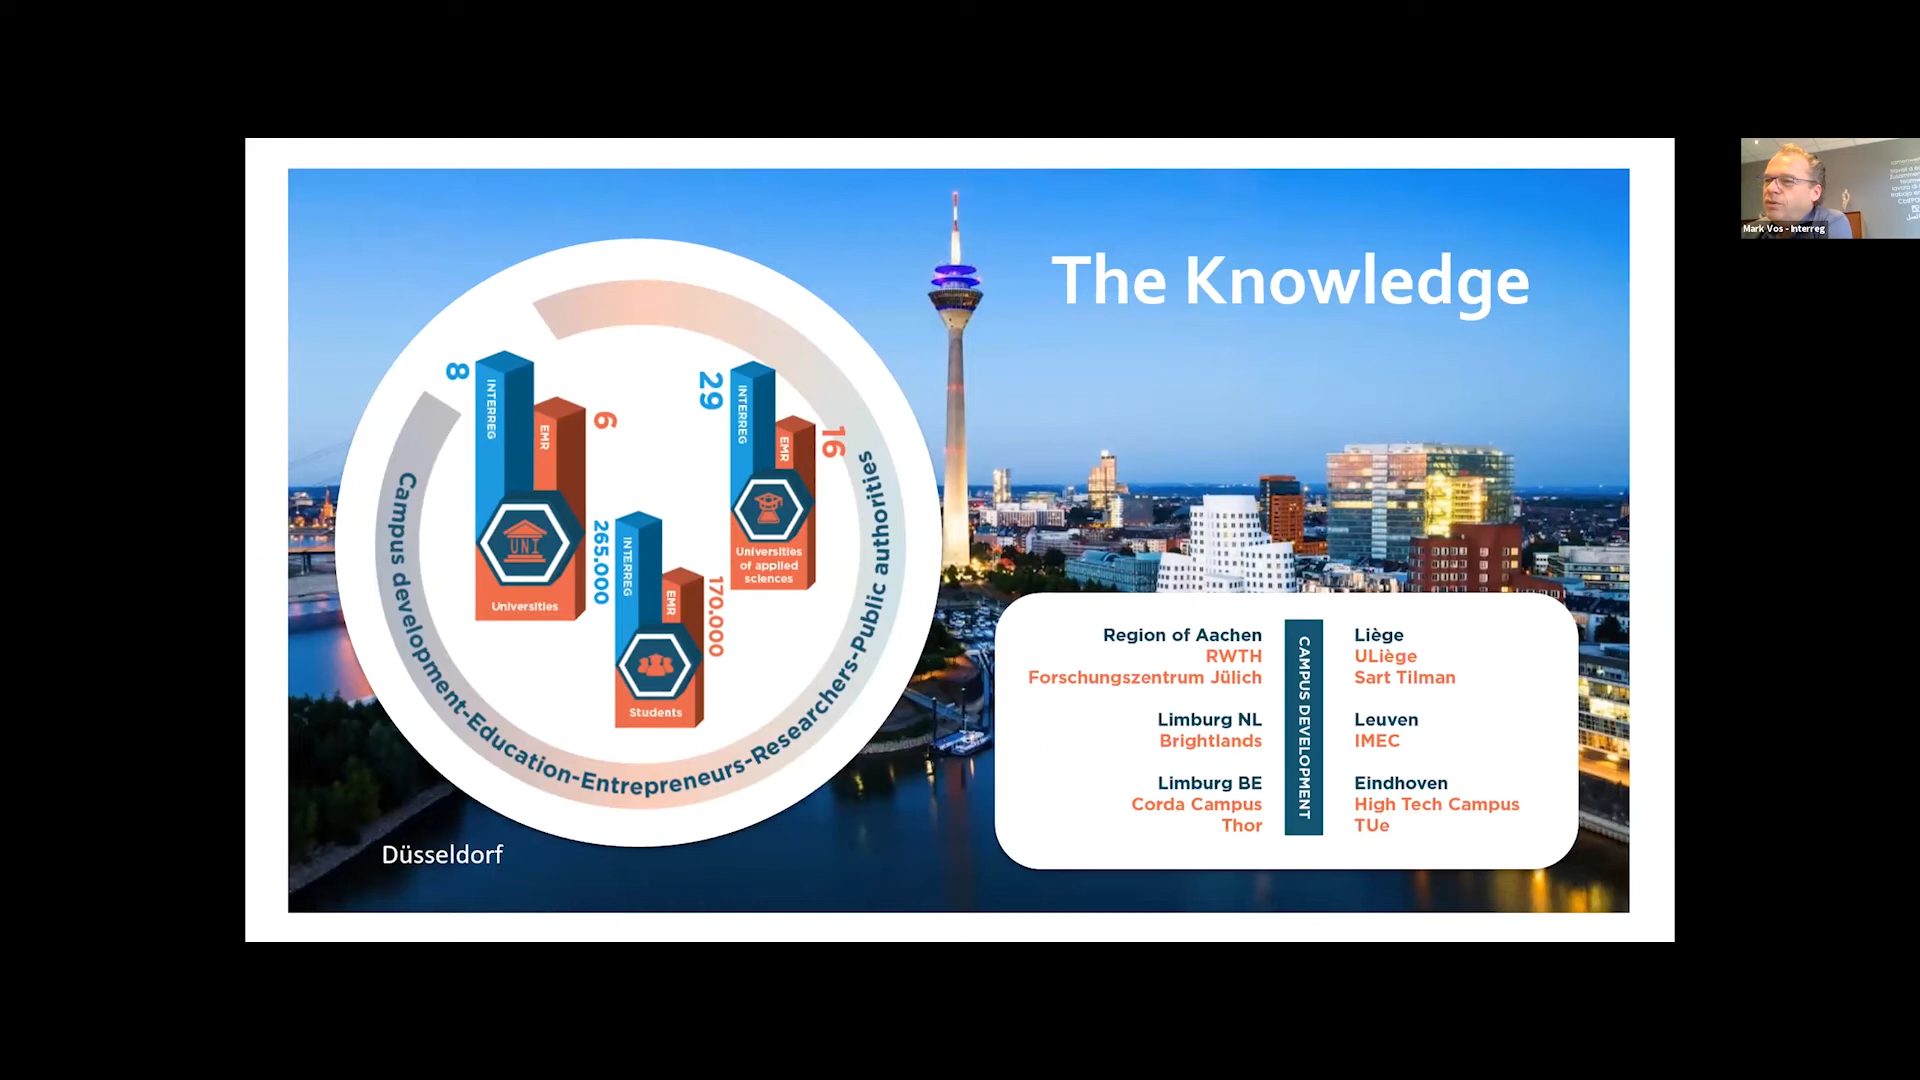 The Knowledge
8
INTERREG
EMR
6
UNI
Universities
29
INTERREG
EMR
16
Universities
of applied
sciences
265.000
INTERREG
EMR
170.000
Students
Campus development-Education-Entrepreneurs-Researchers-Public authorities
Düsseldorf
Region of Aachen
RWTH
Forschungszentrum Jülich
Limburg NL
Brightlands
Limburg BE
Corda Campus
Thor
CAMPUS DEVELOPMENT
Liège
ULiège
Sart Tilman
Leuven
IMEC
Eindhoven
High Tech Campus
TUe
Mark Vos - Interreg